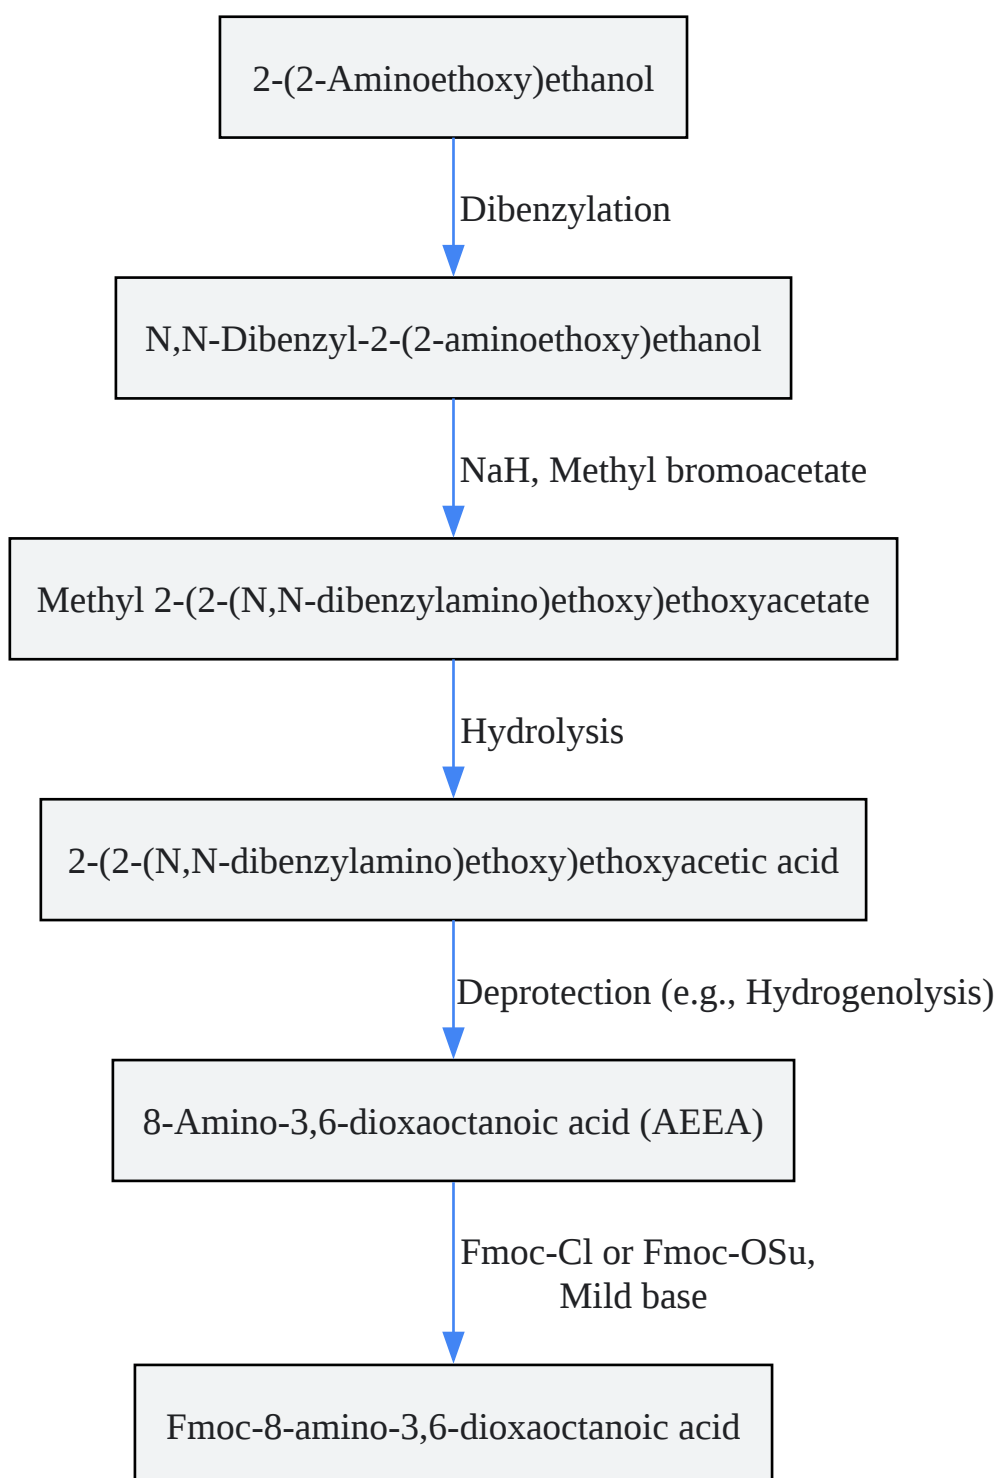 2-(2-Aminoethoxy)ethanol
Dibenzylation
N,N-Dibenzyl-2-(2-aminoethoxy)ethanol
NaH, Methyl bromoacetate
Methyl 2-(2-(N,N-dibenzylamino)ethoxy)ethoxyacetate
Hydrolysis
2-(2-(N,N-dibenzylamino)ethoxy)ethoxyacetic acid
Deprotection (e.g., Hydrogenolysis)
8-Amino-3,6-dioxaoctanoic acid (AEEA)
Fmoc-Cl or Fmoc-OSu,
Mild base
Fmoc-8-amino-3,6-dioxaoctanoic acid